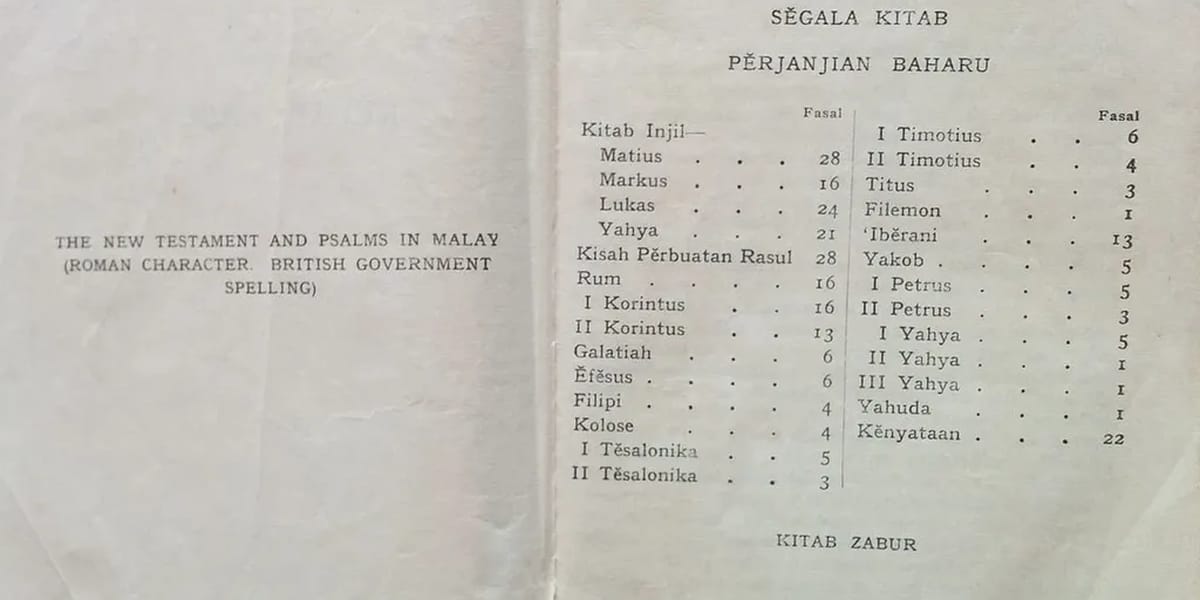 THE NEW TESTAMENT AND PSALMS IN MALAY
(ROMAN CHARACTER. BRITISH GOVERNMENT
SPELLING)
SĔGALA KITAB
PĔRJANJIAN BAHARU
Fasal
Kitab Injil—
Matius . . . 28
Markus . . . 16
Lukas . . . 24
Yahya . . . 21
Kisah Pĕrbuatan Rasul 28
Rum . . . . 16
I Korintus . . 16
II Korintus . . 13
Galatiah . . . 6
Ĕfĕsus . . . . 6
Filipi . . . . 4
Kolose . . . 4
I Tĕsalonika . . 5
II Tĕsalonika . . 3
Fasal
I Timotius . . 6
II Timotius . . 4
Titus . . . 3
Filemon . . . 1
‘Ibĕrani . . . 13
Yakob . . . . 5
I Petrus . . . 5
II Petrus . . . 3
I Yahya . . . 5
II Yahya . . . 1
III Yahya . . . 1
Yahuda . . . 1
Kĕnyataan . . . 22
KITAB ZABUR